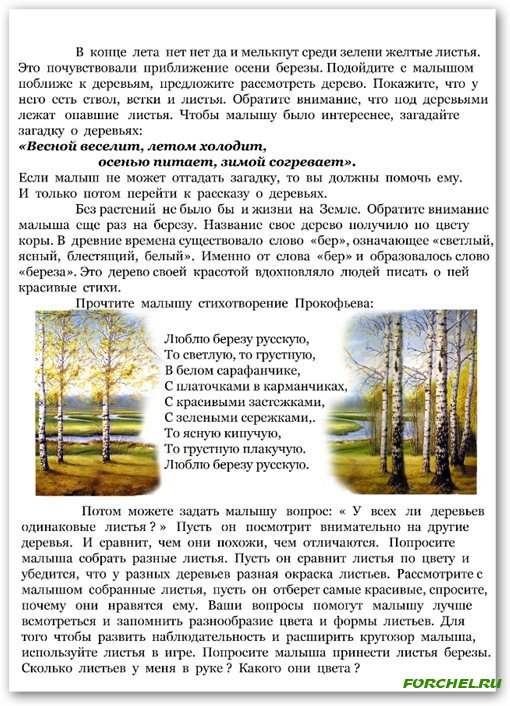 В конце лета нет нет да и мелькнут среди зелени желтые листья.
Это почувствовали приближение осени березы. Подойдите с малышом
поближе к деревьям, предложите рассмотреть дерево. Покажите, что у
него есть ствол, ветки и листья. Обратите внимание, что под деревьями
лежат опавшие листья. Чтобы малышу было интереснее, загадайте
загадку о деревьях:
«Весной веселит, летом холодит,
осенью питает, зимой согревает».
Если малыш не может отгадать загадку, то вы должны помочь ему.
И только потом перейти к рассказу о деревьях.
Без растений не было бы и жизни на Земле. Обратите внимание
малыша еще раз на березу. Название свое дерево получило по цвету
коры. В древние времена существовало слово «бер», означающее «светлый,
ясный, блестящий, белый». Именно от слова «бер» и образовалось слово
«береза». Это дерево своей красотой вдохновляло людей писать о ней
красивые стихи.
Прочтите малышу стихотворение Прокофьева:
Люблю березу русскую,
То светлую, то грустную,
В белом сарафанчике,
С платочками в карманчиках,
С красивыми застежками,
С зелеными сережками,.
То ясную кипучую,
То грустную плакучую.
Люблю березу русскую.
Потом можете задать малышу вопрос: « У всех ли деревьев
одинаковые листья ? » Пусть он посмотрит внимательно на другие
деревья. И сравнит, чем они похожи, чем отличаются. Попросите
малыша собрать разные листья. Пусть он сравнит листья по цвету и
убедится, что у разных деревьев разная окраска листьев. Рассмотрите с
малышом собранные листья, пусть он отберет самые красивые, спросите,
почему они нравятся ему. Ваши вопросы помогут малышу лучше
всмотреться и запомнить разнообразие цвета и формы листьев. Для
того чтобы развить наблюдательность и расширить кругозор малыша,
используйте листья в игре. Попросите малыша принести листья березы.
Сколько листьев у меня в руке ? Какого они цвета ?
FORCHEL.RU